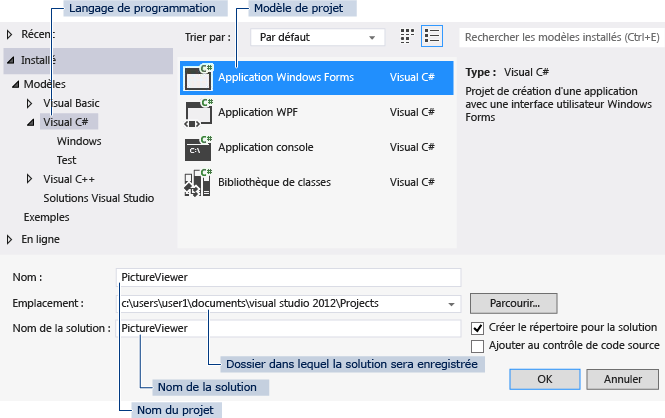 Langage de programmation
Modèle de projet
Récent
Trier par :
Par défaut
Rechercher les modèles installés (Ctrl+E)
Installé
Modèles
Visual Basic
Visual C#
Windows
Test
Visual C++
Solutions Visual Studio
Exemples
En ligne
C#
Application Windows Forms
Visual C#
C#
Application WPF
Visual C#
C#
C:\
Application console
Visual C#
C#
Bibliothèque de classes
Visual C#
Type : Visual C#
Projet de création d'une application
avec une interface utilisateur Windows
Forms
Nom :
PictureViewer
Emplacement :
c:\users\user1\documents\visual studio 2012\Projects
Parcourir...
Nom de la solution :
PictureViewer
Créer le répertoire pour la solution
Ajouter au contrôle de code source
Dossier dans lequel la solution sera enregistrée
Nom de la solution
Nom du projet
OK
Annuler